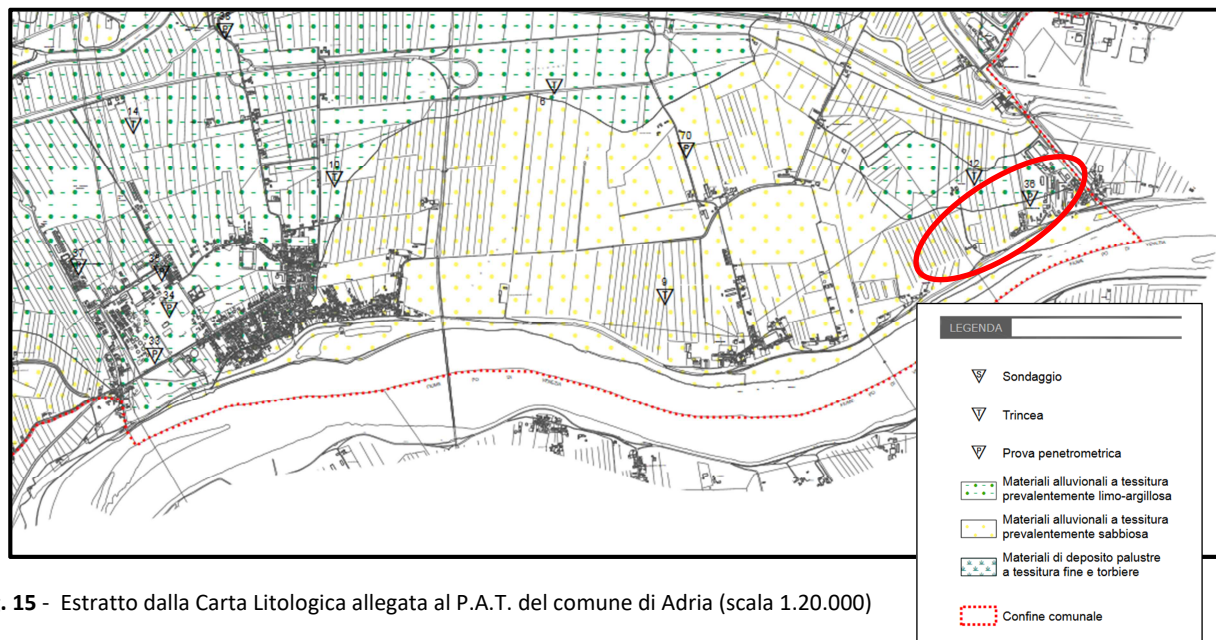 14
T
10
T
6
T
70
P
12
T
36
34
P
33
P
9
T
LEGENDA
S Sondaggio
T Trincea
P Prova penetrometrica
Materiali alluvionali a tessitura
prevalentemente limo-argillosa
Materiali alluvionali a tessitura
prevalentemente sabbiosa
Materiali di deposito palustre
a tessitura fine e torbiere
Confine comunale
. 15 - Estratto dalla Carta Litologica allegata al P.A.T. del comune di Adria (scala 1.20.000)